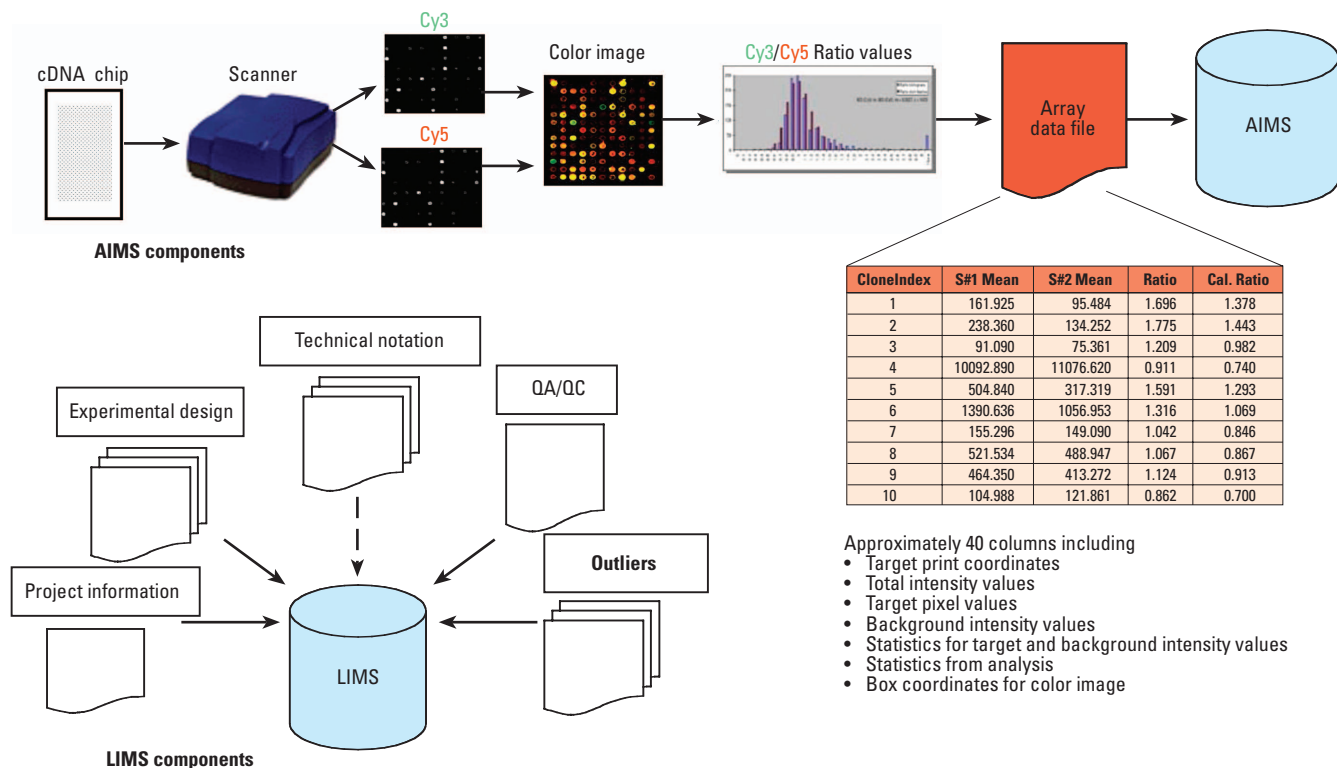 Cy3
cDNA chip
Scanner
Color image
Cy3/Cy5 Ratio values
Cy5
Array
data file
AIMS
AIMS components
CloneIndex S#1 Mean S#2 Mean Ratio Cal. Ratio
1 161.925 95.484 1.696 1.378
2 238.360 134.252 1.775 1.443
3 91.090 75.361 1.209 0.982
4 10092.890 11076.620 0.911 0.740
5 504.840 317.319 1.591 1.293
6 1390.636 1056.953 1.316 1.069
7 155.296 149.090 1.042 0.846
8 521.534 488.947 1.067 0.867
9 464.350 413.272 1.124 0.913
10 104.988 121.861 0.862 0.700
Approximately 40 columns including
• Target print coordinates
• Total intensity values
• Target pixel values
• Background intensity values
• Statistics for target and background intensity values
• Statistics from analysis
• Box coordinates for color image
Technical notation
QA/QC
Experimental design
Outliers
Project information
LIMS
LIMS components